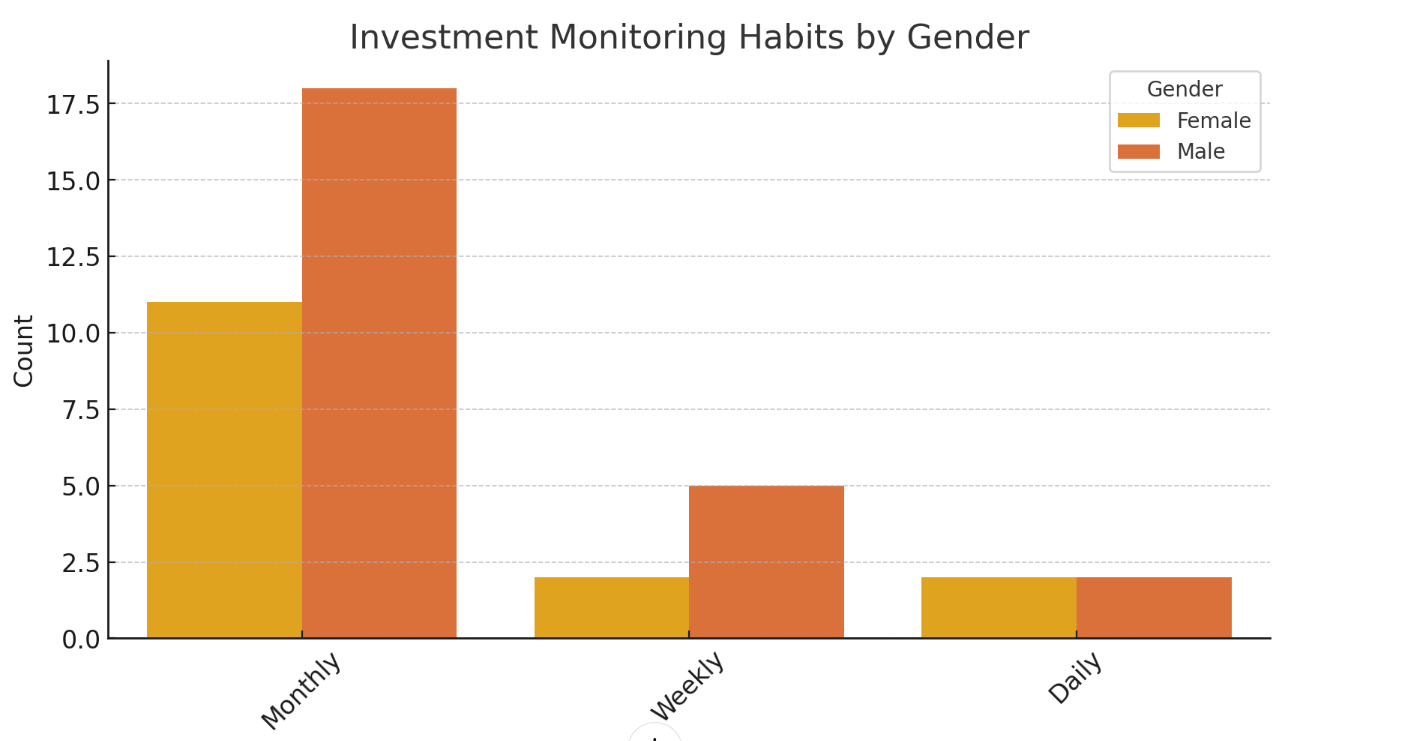 Investment Monitoring Habits by Gender
Gender
Female
Male
17.5
15.0
12.5
10.0
7.5
5.0
2.5
0.0
Count
Monthly
Weekly
Daily